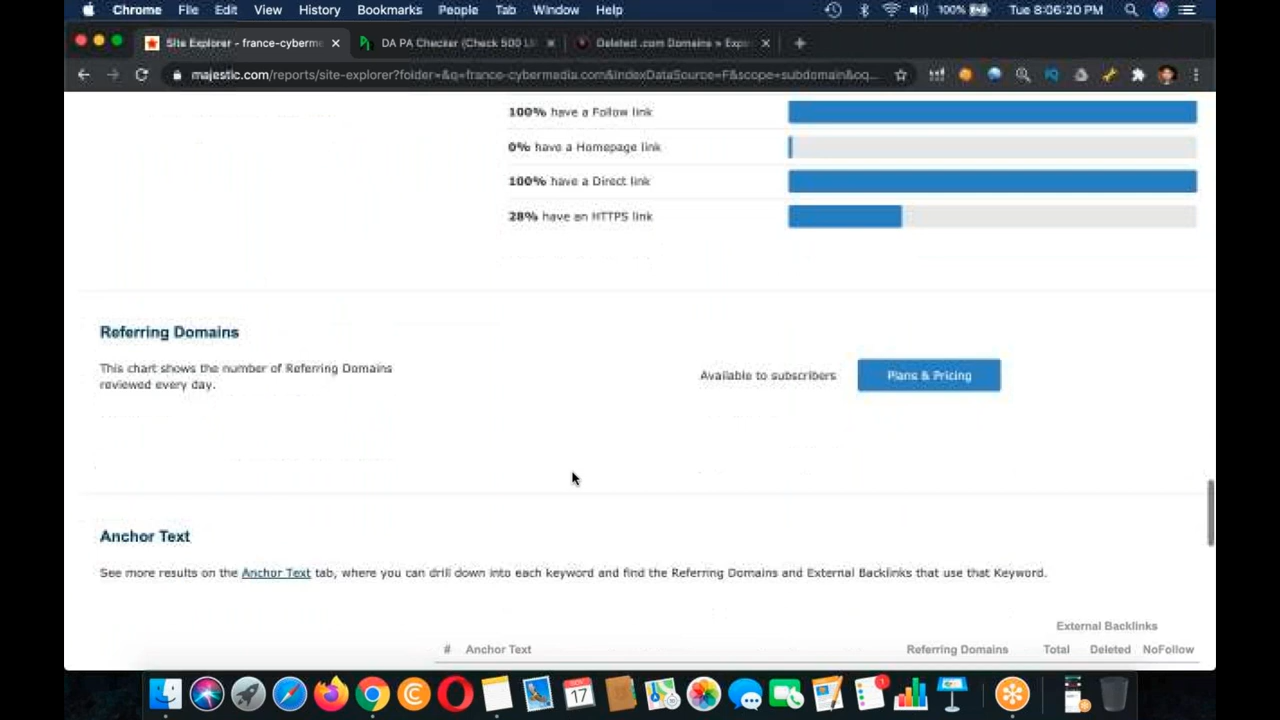 Chrome File Edit View History Bookmarks People Tab Window Help 100% Tue 8:06:20 PM
Site Explorer - france-cyberme DA PA Checker (Check 500 Deleted .com Domains » Exp
majestic.com/reports/site-explorer?folder=&q=france-cybermedia.com&IndexDataSource=F&scope=subdomain&oq...
100% have a Follow link
0% have a Homepage link
100% have a Direct link
28% have an HTTPS link
Referring Domains
This chart shows the number of Referring Domains
reviewed every day.
Available to subscribers Plans & Pricing
Anchor Text
See more results on the Anchor Text tab, where you can drill down into each keyword and find the Referring Domains and External Backlinks that use that Keyword.
External Backlinks
# Anchor Text Referring Domains Total Deleted NoFollow
17
1